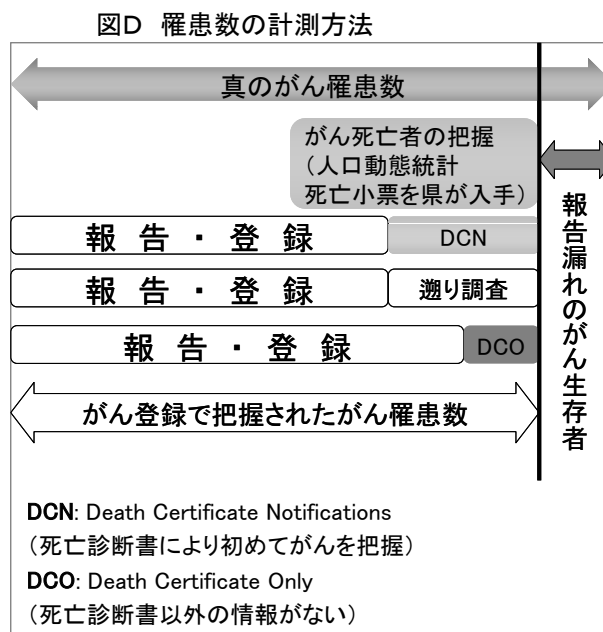 図D 罹患数の計測方法
真のがん罹患数
がん死亡者の把握
（人口動態統計
死亡小票を県が入手）
報告・登録
DCN
報告・登録
遡り調査
報告・登録
DCO
がん登録で把握されたがん罹患数
報告漏れのがん生存者
DCN: Death Certificate Notifications
（死亡診断書により初めてがんを把握）
DCO: Death Certificate Only
（死亡診断書以外の情報がない）